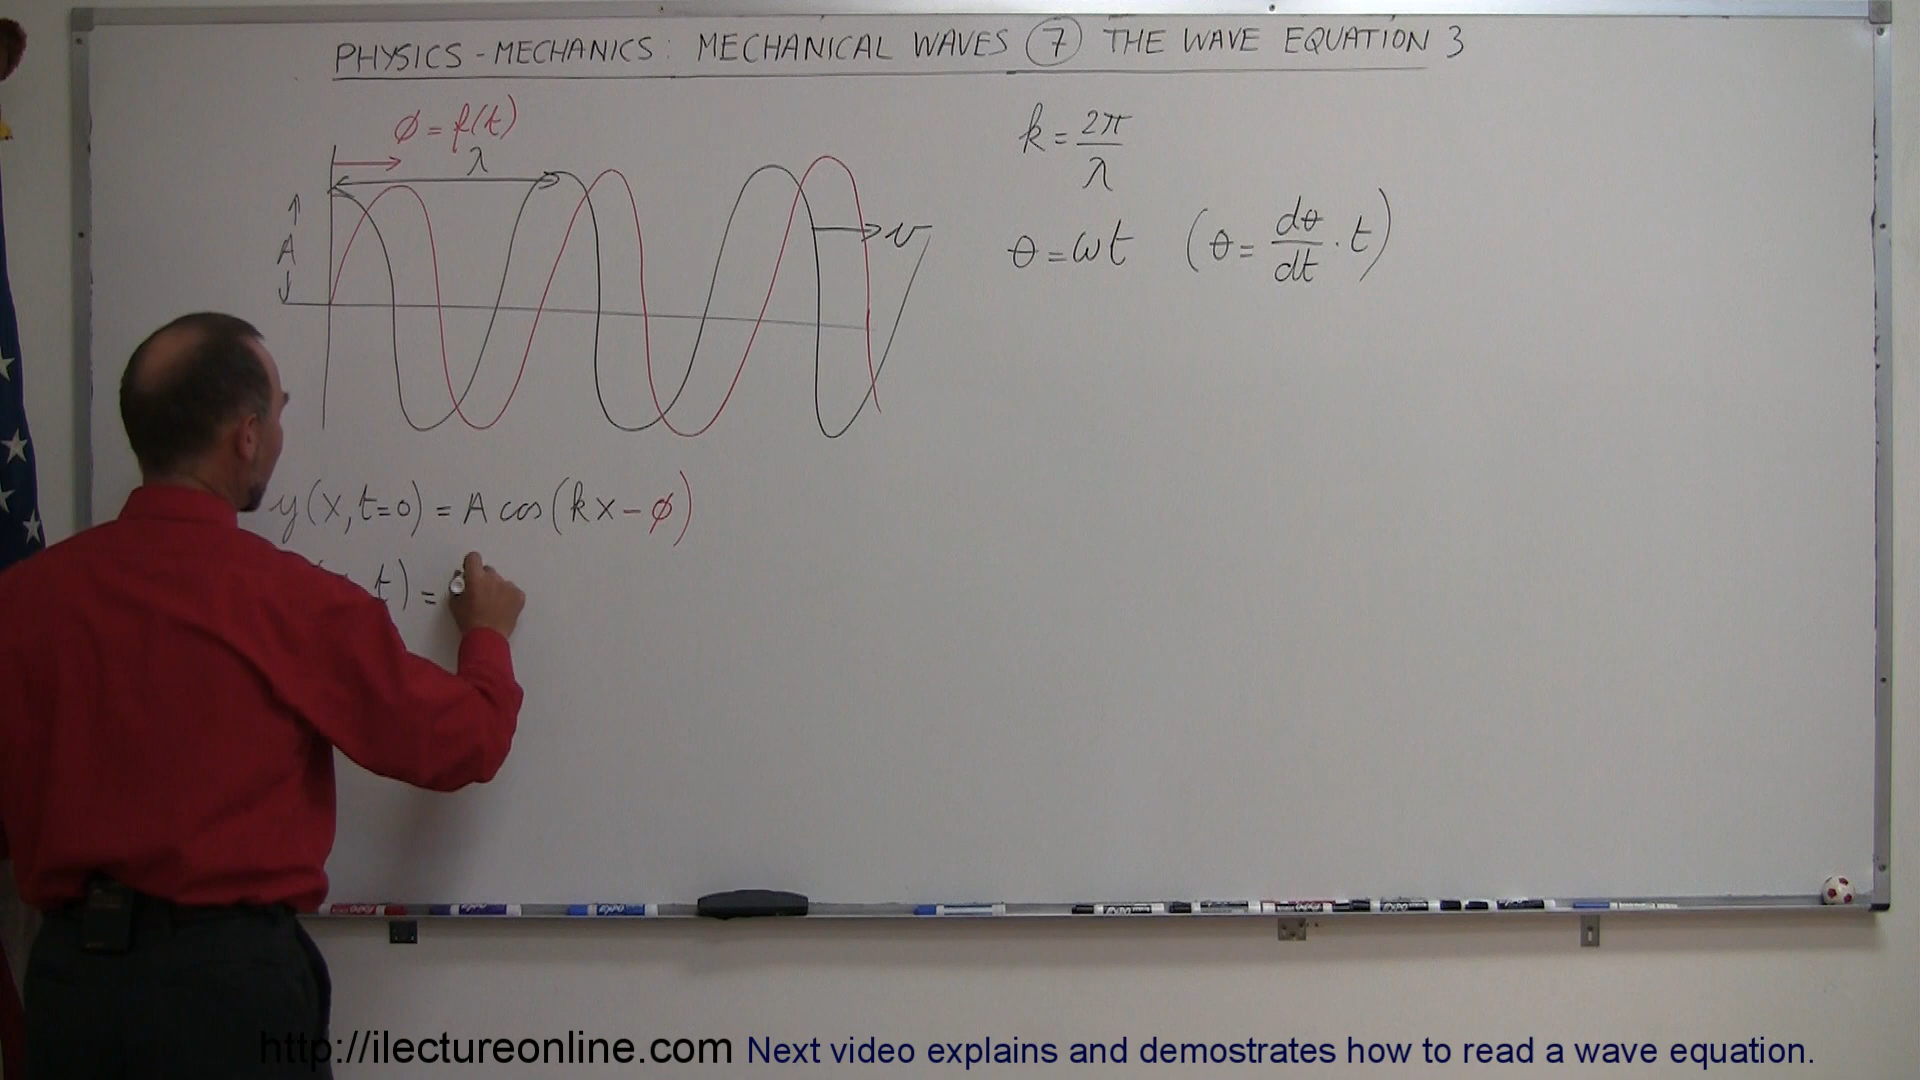 PHYSICS - MECHANICS: MECHANICAL WAVES 7 THE WAVE EQUATION 3
ϕ = f(t)
λ
A
v
k = 2π/λ
θ = ωt (θ = dθ/dt · t)
y(x, t=0) = A cos(kx - ϕ)
t) =
http://ilectureonline.com Next video explains and demostrates how to read a wave equation.